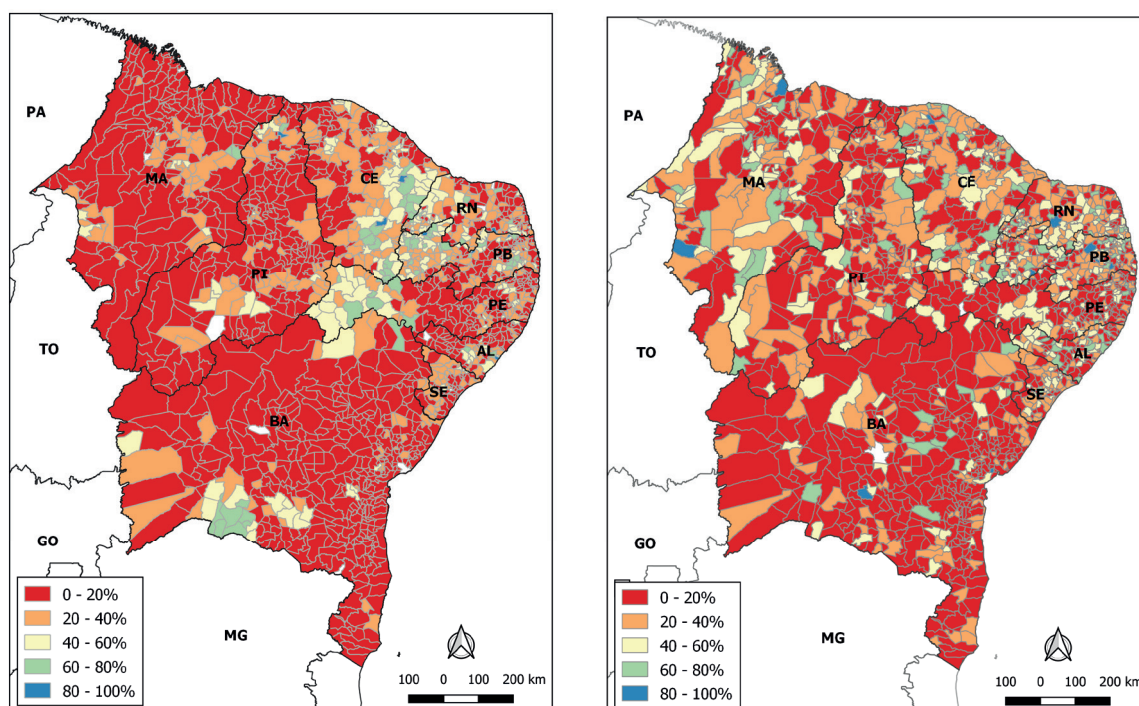 PA
MA
CE
RN
PB
PI
PE
TO
AL
SE
BA
GO
MG
0 - 20%
20 - 40%
40 - 60%
60 - 80%
80 - 100%
100 0 100 200 km
PA
MA
CE
RN
PB
PI
PE
TO
AL
SE
BA
GO
MG
0 - 20%
20 - 40%
40 - 60%
60 - 80%
80 - 100%
100 0 100 200 km